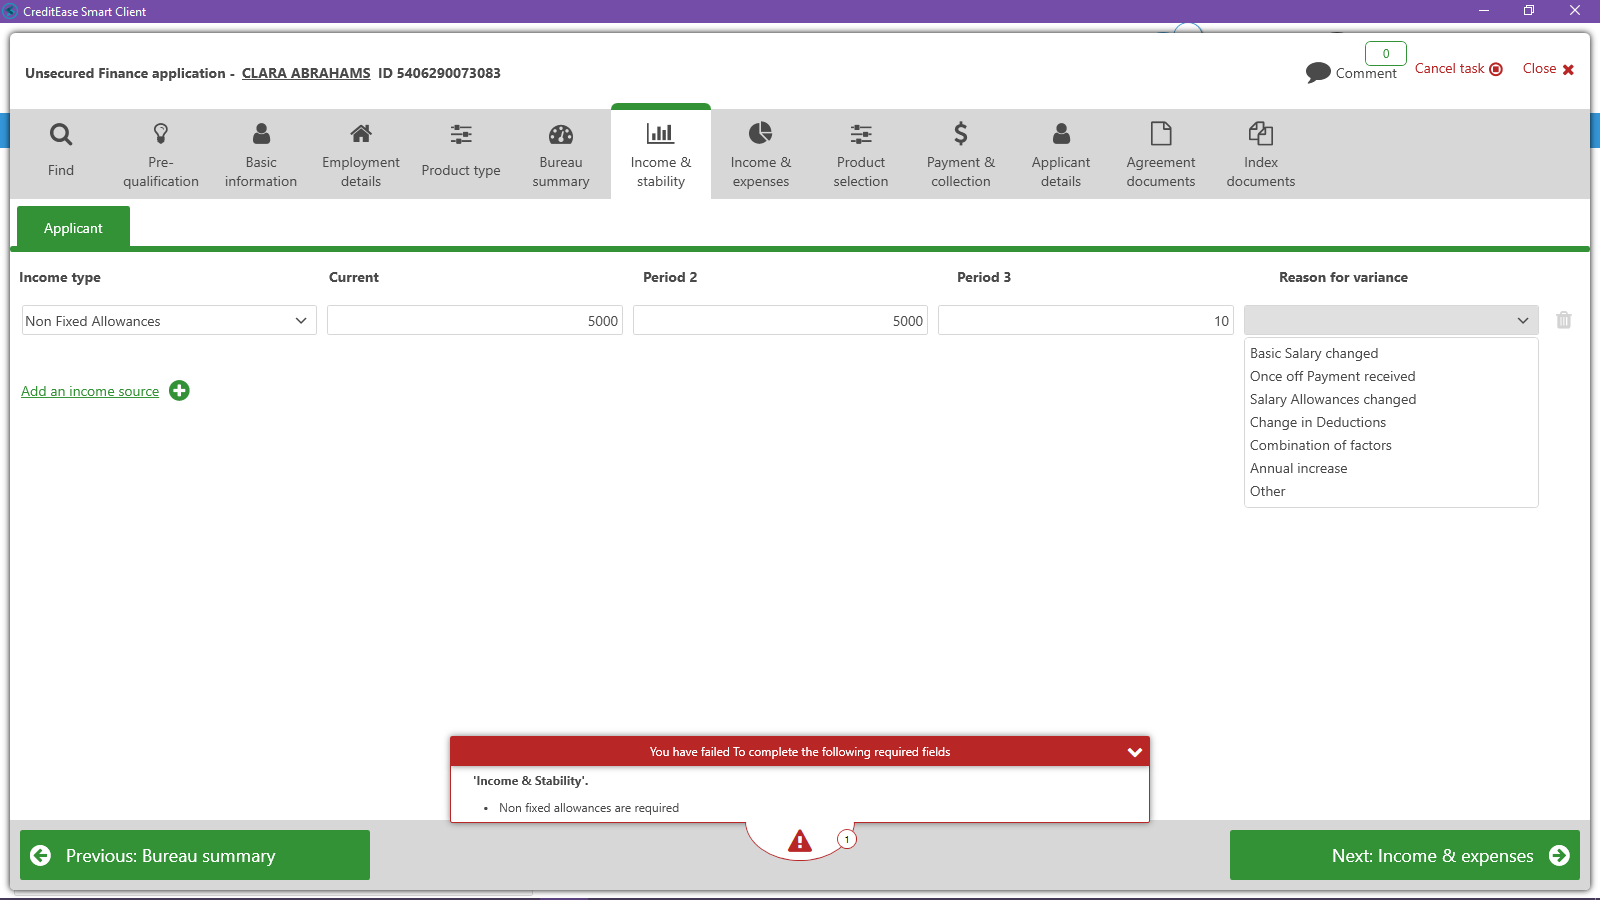 CreditEase Smart Client
Unsecured Finance application - CLARA ABRAHAMS ID 5406290073083
0
Comment
Cancel task
Close
Find
Pre-
qualification
Basic
information
Employment
details
Product type
Bureau
summary
Income &
stability
Income &
expenses
Product
selection
Payment &
collection
Applicant
details
Agreement
documents
Index
documents
Applicant
Income type Current Period 2 Period 3 Reason for variance
Non Fixed Allowances 5000 5000 10
Basic Salary changed
Once off Payment received
Salary Allowances changed
Change in Deductions
Combination of factors
Annual increase
Other
Add an income source
You have failed To complete the following required fields
'Income & Stability'.
• Non fixed allowances are required
1
Previous: Bureau summary
Next: Income & expenses